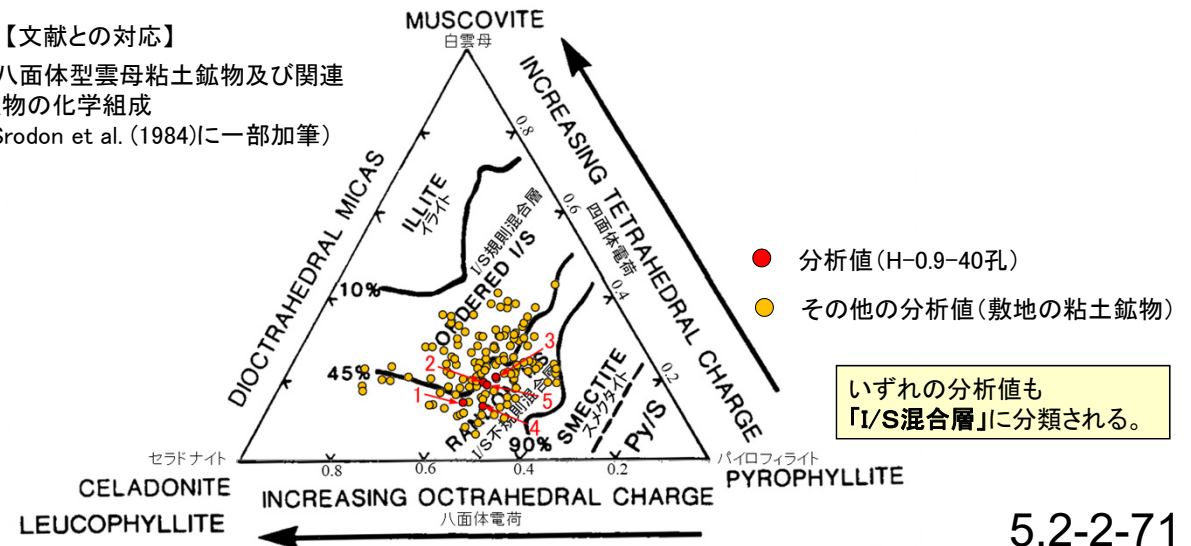 【文献との対応】
八面体型雲母粘土鉱物及び関連
物の化学組成
Srodon et al. (1984)に一部加筆）
MUSCOVITE
白雲母
INCREASING TETRAHEDRAL CHARGE
四面体電荷
DIOCTRAHEDRAL MICAS
ILLITE
イライト
I/S規則混合層
ORDERED I/S
I/S不規則混合層
SMECTITE
スメクタイト
Py/S
10%
45%
90%
0.8
0.6
0.4
0.2
1
2
3
4
5
0.8
0.6
0.4
0.2
セラドナイト
CELADONITE
LEUCOPHYLLITE
パイロフィライト
PYROPHYLLITE
INCREASING OCTRAHEDRAL CHARGE
八面体電荷
分析値（H-0.9-40孔）
その他の分析値（敷地の粘土鉱物）
いずれの分析値も
「I/S混合層」に分類される。
5.2-2-71